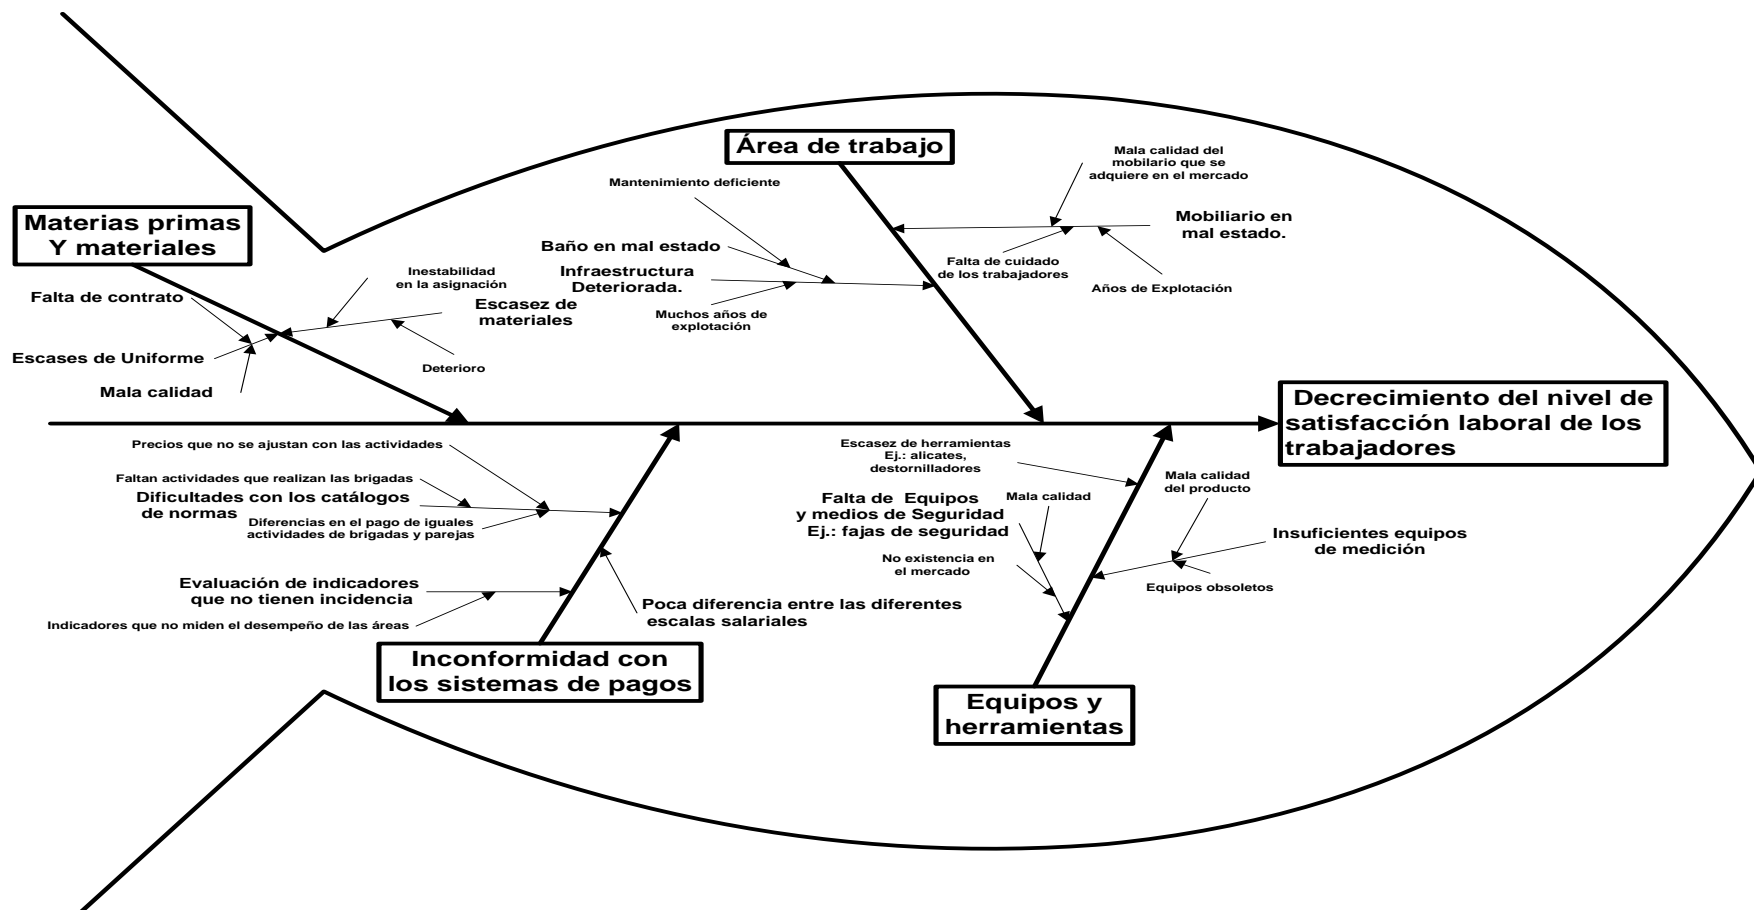 Área de trabajo
Mala calidad del
mobilario que se
adquiere en el mercado
Mantenimiento deficiente
Materias primas
Y materiales
Mobiliario en
mal estado.
Baño en mal estado
Falta de cuidado
de los trabajadores
Infraestructura
Deteriorada.
Inestabilidad
en la asignación
Años de Explotación
Falta de contrato
Escasez de
materiales
Muchos años de
explotación
Escases de Uniforme
Deterioro
Mala calidad
Decrecimiento del nivel de
satisfacción laboral de los
trabajadores
Precios que no se ajustan con las actividades
Escasez de herramientas
Ej.: alicates,
destornilladores
Faltan actividades que realizan las brigadas
Mala calidad
del producto
Dificultades con los catálogos
de normas
Falta de  Equipos
y medios de Seguridad
Ej.: fajas de seguridad
Mala calidad
Diferencias en el pago de iguales
actividades de brigadas y parejas
Insuficientes equipos
de medición
No existencia en
el mercado
Evaluación de indicadores
que no tienen incidencia
Equipos obsoletos
Poca diferencia entre las diferentes
escalas salariales
Indicadores que no miden el desempeño de las áreas
Inconformidad con
los sistemas de pagos
Equipos y
herramientas